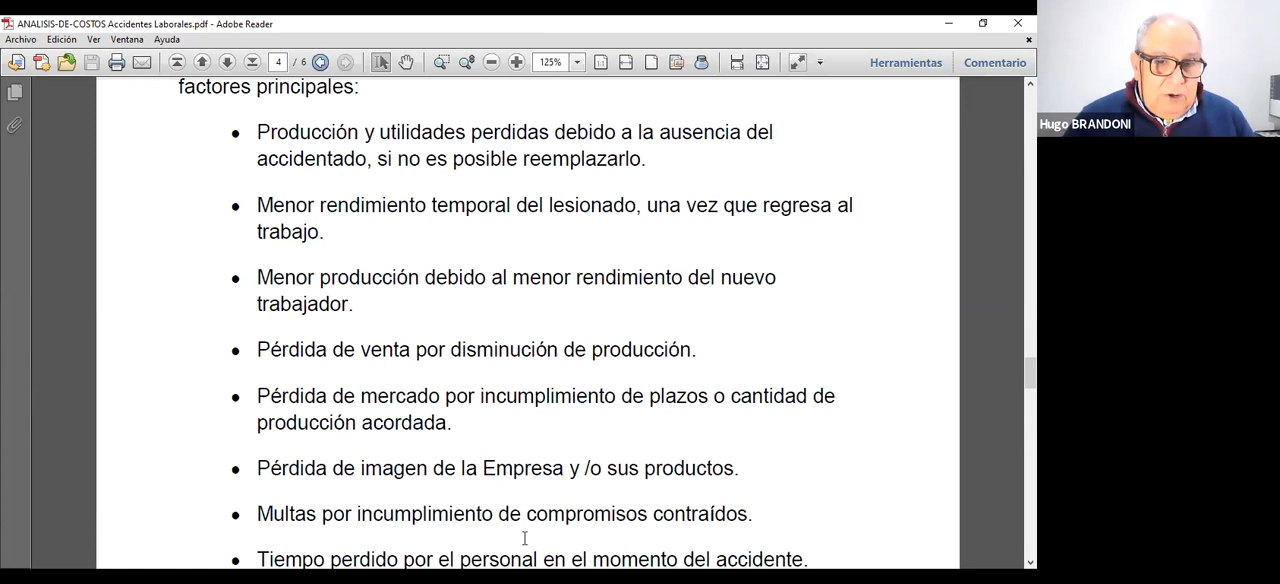 ANALISIS-DE-COSTOS Accidentes Laborales.pdf - Adobe Reader
Archivo Edición Ver Ventana Ayuda
4 / 6 125% Herramientas Comentario
factores principales:
• Producción y utilidades perdidas debido a la ausencia del
accidentado, si no es posible reemplazarlo.
• Menor rendimiento temporal del lesionado, una vez que regresa al
trabajo.
• Menor producción debido al menor rendimiento del nuevo
trabajador.
• Pérdida de venta por disminución de producción.
• Pérdida de mercado por incumplimiento de plazos o cantidad de
producción acordada.
• Pérdida de imagen de la Empresa y /o sus productos.
• Multas por incumplimiento de compromisos contraídos.
• Tiempo perdido por el personal en el momento del accidente.
Hugo BRANDONI